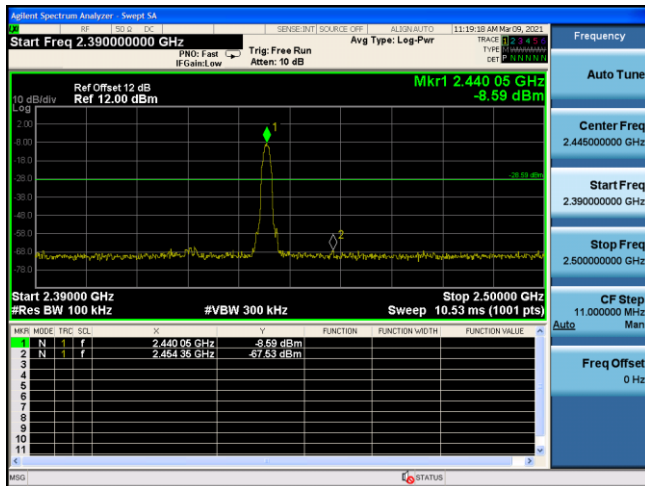 Agilent Spectrum Analyzer - Swept SA
RF 50 Ω DC SENSE:INT SOURCE OFF ALIGNAUTO 11:19:18 AM Mar 09, 2021
Start Freq 2.390000000 GHz
PNO: Fast
IFGain:Low
Trig: Free Run
Atten: 10 dB
Avg Type: Log-Pwr
TRACE 1 2 3 4 5 6
TYPE M
DET P N N N N N
Ref Offset 12 dB
Ref 12.00 dBm
10 dB/div
Log
Mkr1 2.440 05 GHz
-8.59 dBm
2.00
-8.00
-18.0
-28.0
-38.0
-48.0
-58.0
-68.0
-78.0
1
-28.59 dBm
2
Start 2.39000 GHz
#Res BW 100 kHz
#VBW 300 kHz
Stop 2.50000 GHz
Sweep 10.53 ms (1001 pts)
MKR MODE TRC SCL X Y FUNCTION FUNCTION WIDTH FUNCTION VALUE
1 N 1 f 2.440 05 GHz -8.59 dBm
2 N 1 f 2.454 35 GHz -67.53 dBm
3
4
5
6
7
8
9
10
11
MSG
STATUS
Frequency
Auto Tune
Center Freq
2.445000000 GHz
Start Freq
2.390000000 GHz
Stop Freq
2.500000000 GHz
CF Step
11.000000 MHz
Auto Man
Freq Offset
0 Hz